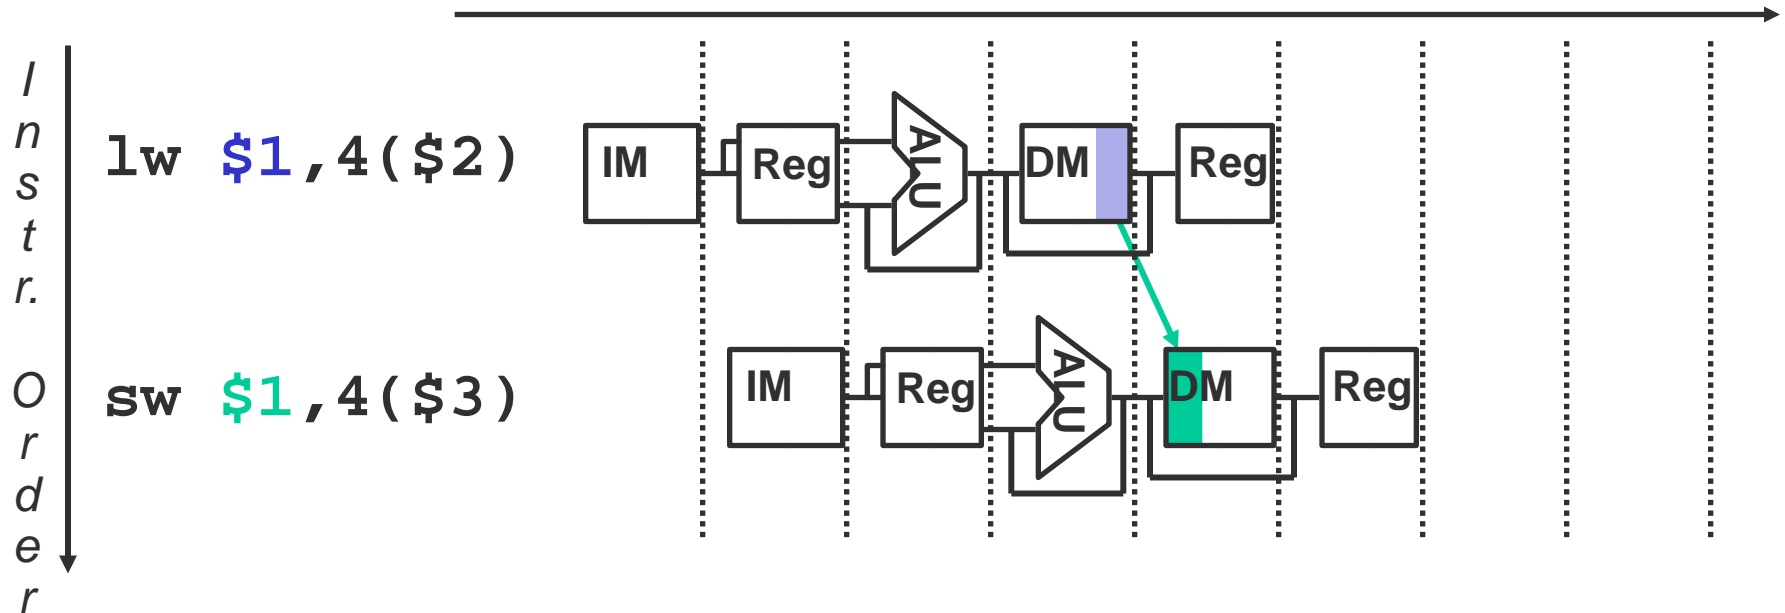 Instr. Order
lw $1,4($2)
IM
Reg
ALU
DM
Reg
sw $1,4($3)
IM
Reg
ALU
DM
Reg